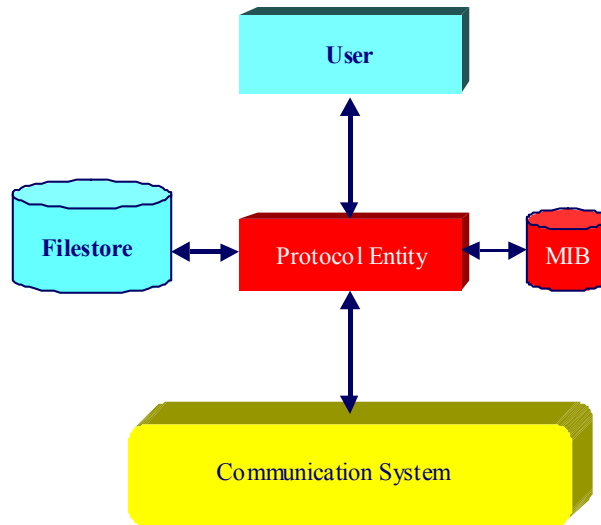 User
Filestore
Protocol Entity
MIB
Communication System